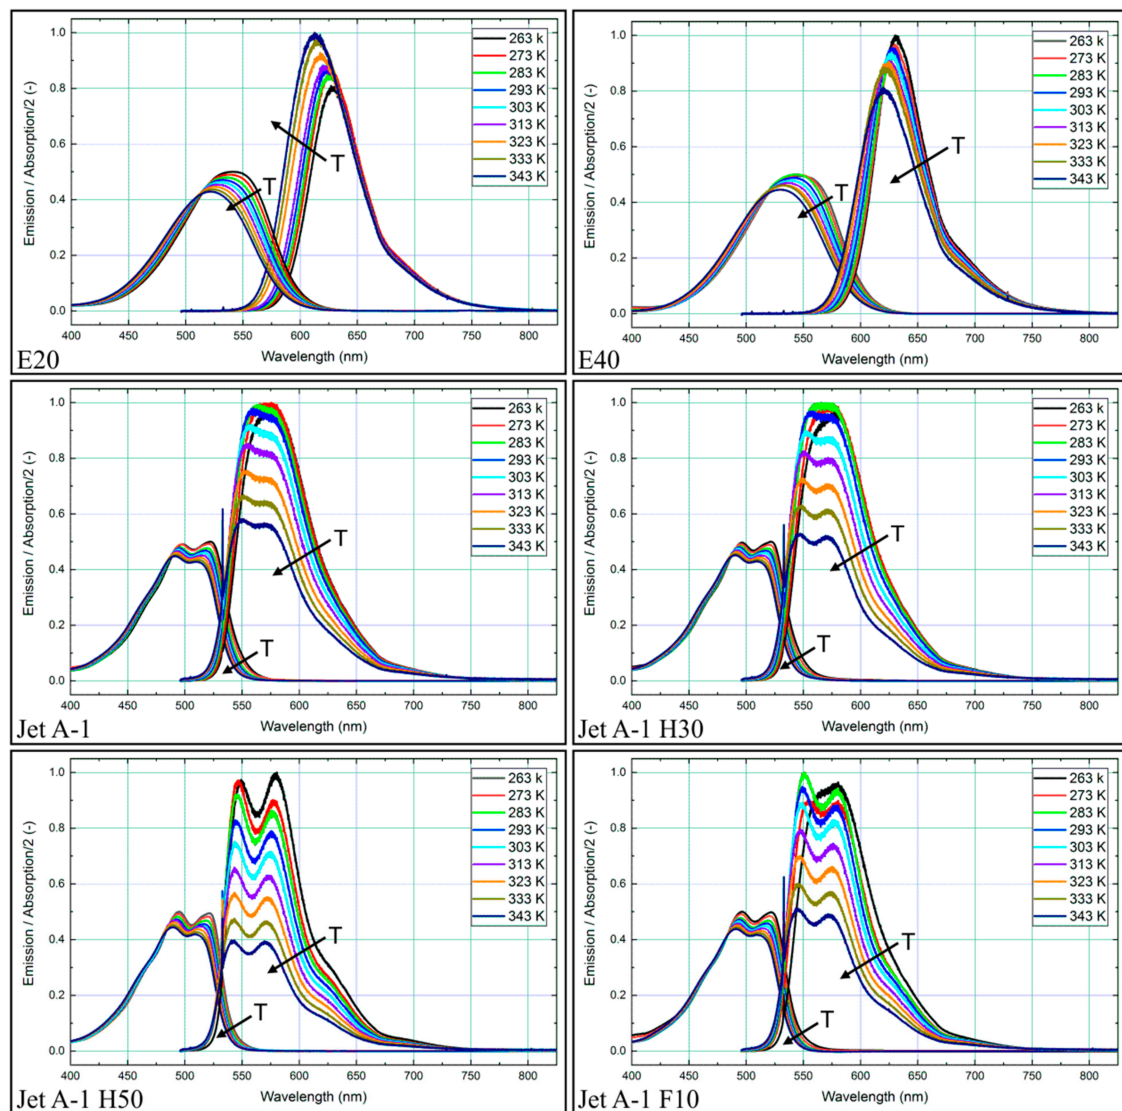 Emission / Absorption/2 (-)
1.0
0.8
0.6
0.4
0.2
0.0
T
T
263 k
273 K
283 K
293 K
303 K
313 K
323 K
333 K
343 K
400 450 500 550 600 650 700 750 800
Wavelength (nm)
E20
Emission / Absorption/2 (-)
1.0
0.8
0.6
0.4
0.2
0.0
T
T
263 k
273 K
283 K
293 K
303 K
313 K
323 K
333 K
343 K
400 450 500 550 600 650 700 750 800
Wavelength (nm)
E40
Emission / Absorption/2 (-)
1.0
0.8
0.6
0.4
0.2
0.0
T
T
263 k
273 K
283 K
293 K
303 K
313 K
323 K
333 K
343 K
400 450 500 550 600 650 700 750 800
Wavelength (nm)
Jet A-1
Emission / Absorption/2 (-)
1.0
0.8
0.6
0.4
0.2
0.0
T
T
263 k
273 K
283 K
293 K
303 K
313 K
323 K
333 K
343 K
400 450 500 550 600 650 700 750 800
Wavelength (nm)
Jet A-1 H30
Emission / Absorption/2 (-)
1.0
0.8
0.6
0.4
0.2
0.0
T
T
263 k
273 K
283 K
293 K
303 K
313 K
323 K
333 K
343 K
400 450 500 550 600 650 700 750 800
Wavelength (nm)
Jet A-1 H50
Emission / Absorption/2 (-)
1.0
0.8
0.6
0.4
0.2
0.0
T
T
263 k
273 K
283 K
293 K
303 K
313 K
323 K
333 K
343 K
400 450 500 550 600 650 700 750 800
Wavelength (nm)
Jet A-1 F10